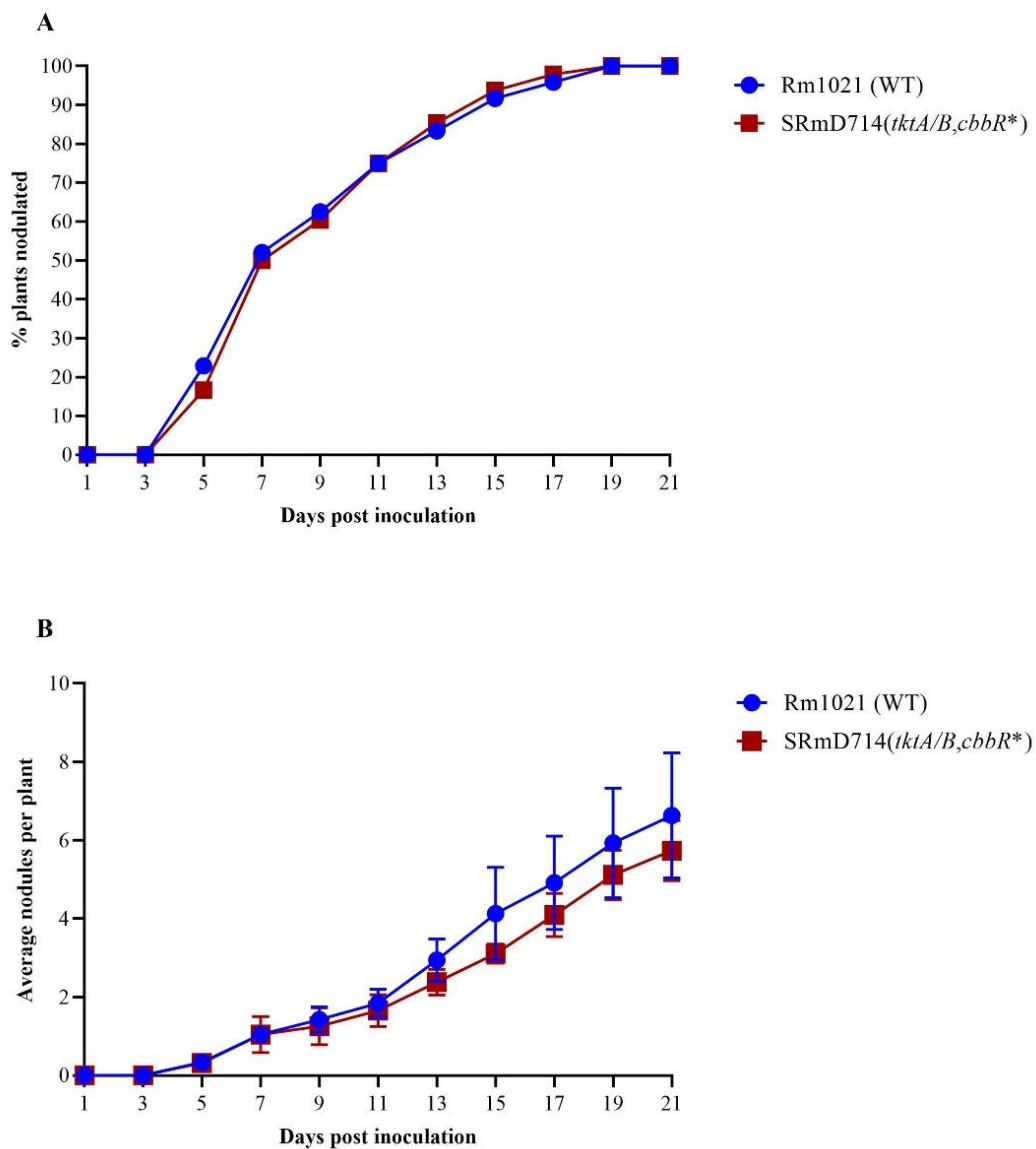 A
100
90
80
70
60
50
40
30
20
10
0
% plants nodulated
1 3 5 7 9 11 13 15 17 19 21
Days post inoculation
Rm1021 (WT)
SRmD714(tktA/B,cbbR*)
B
10
8
6
4
2
0
Average nodules per plant
1 3 5 7 9 11 13 15 17 19 21
Days post inoculation
Rm1021 (WT)
SRmD714(tktA/B,cbbR*)